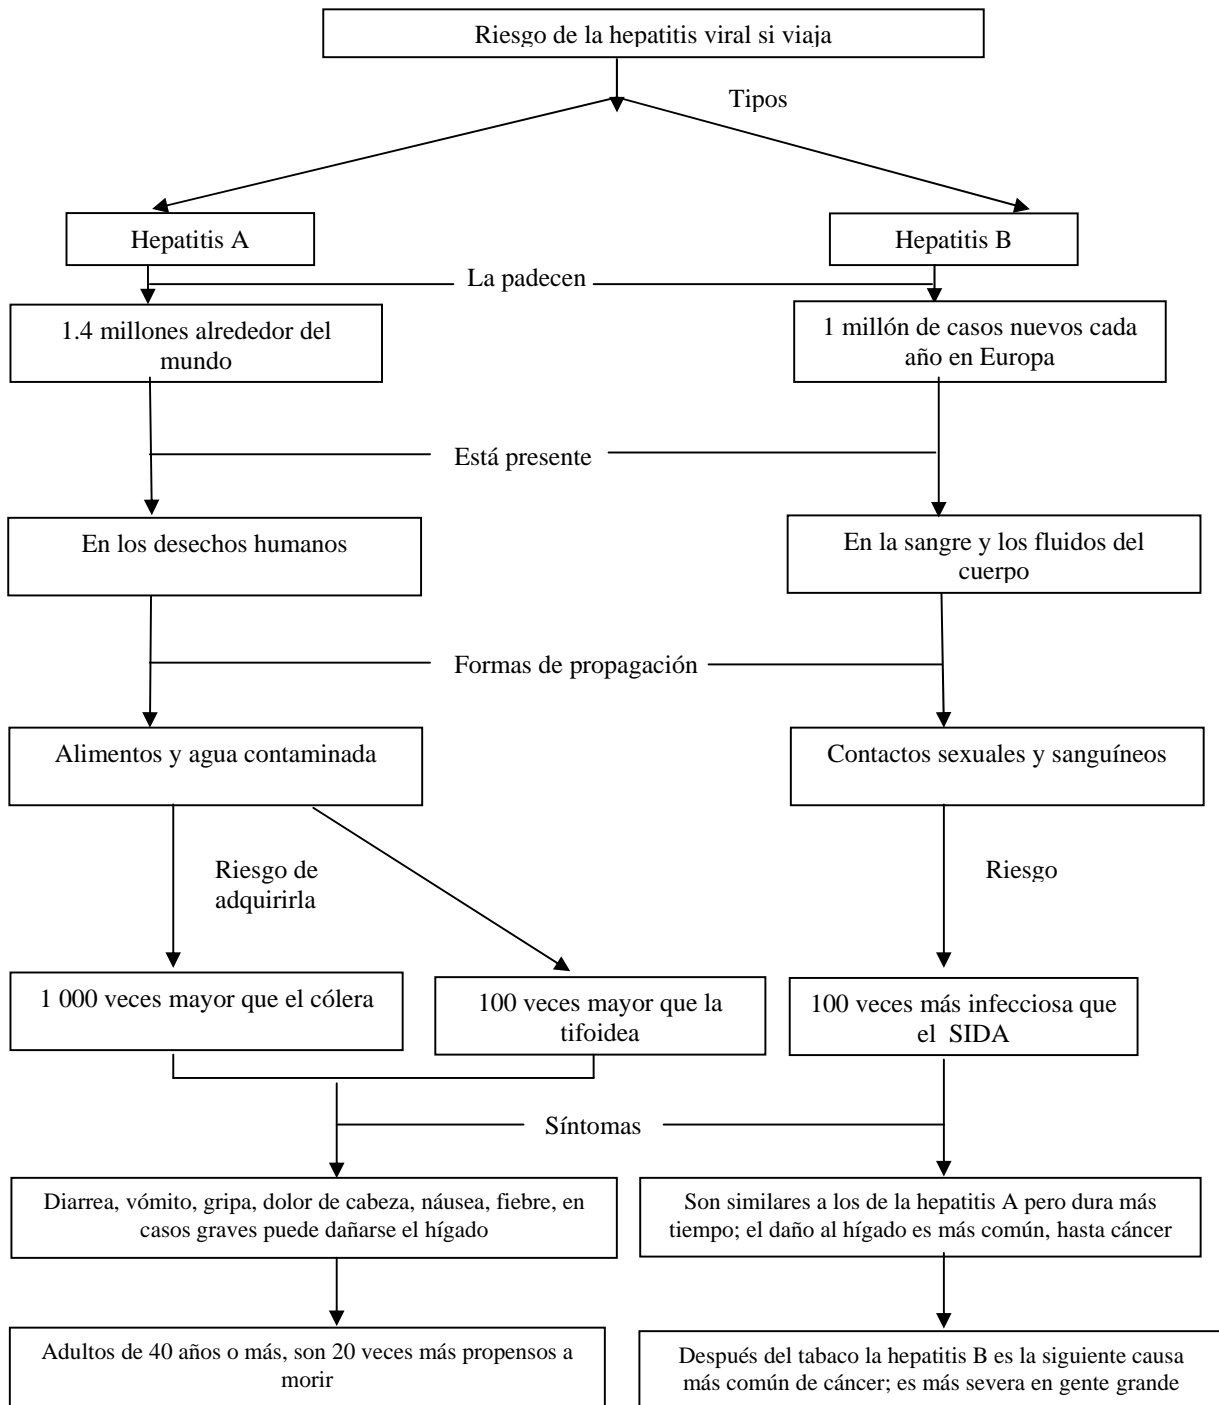 Riesgo de la hepatitis viral si viaja
Tipos
Hepatitis A
Hepatitis B
La padecen
1.4 millones alrededor del
mundo
1 millón de casos nuevos cada
año en Europa
Está presente
En los desechos humanos
En la sangre y los fluidos del
cuerpo
Formas de propagación
Alimentos y agua contaminada
Contactos sexuales y sanguíneos
Riesgo de
adquirirla
Riesgo
1 000 veces mayor que el cólera
100 veces mayor que la
tifoidea
100 veces más infecciosa que
el SIDA
Síntomas
Diarrea, vómito, gripa, dolor de cabeza, náusea, fiebre, en
casos graves puede dañarse el hígado
Son similares a los de la hepatitis A pero dura más
tiempo; el daño al hígado es más común, hasta cáncer
Adultos de 40 años o más, son 20 veces más propensos a
morir
Después del tabaco la hepatitis B es la siguiente causa
más común de cáncer; es más severa en gente grande